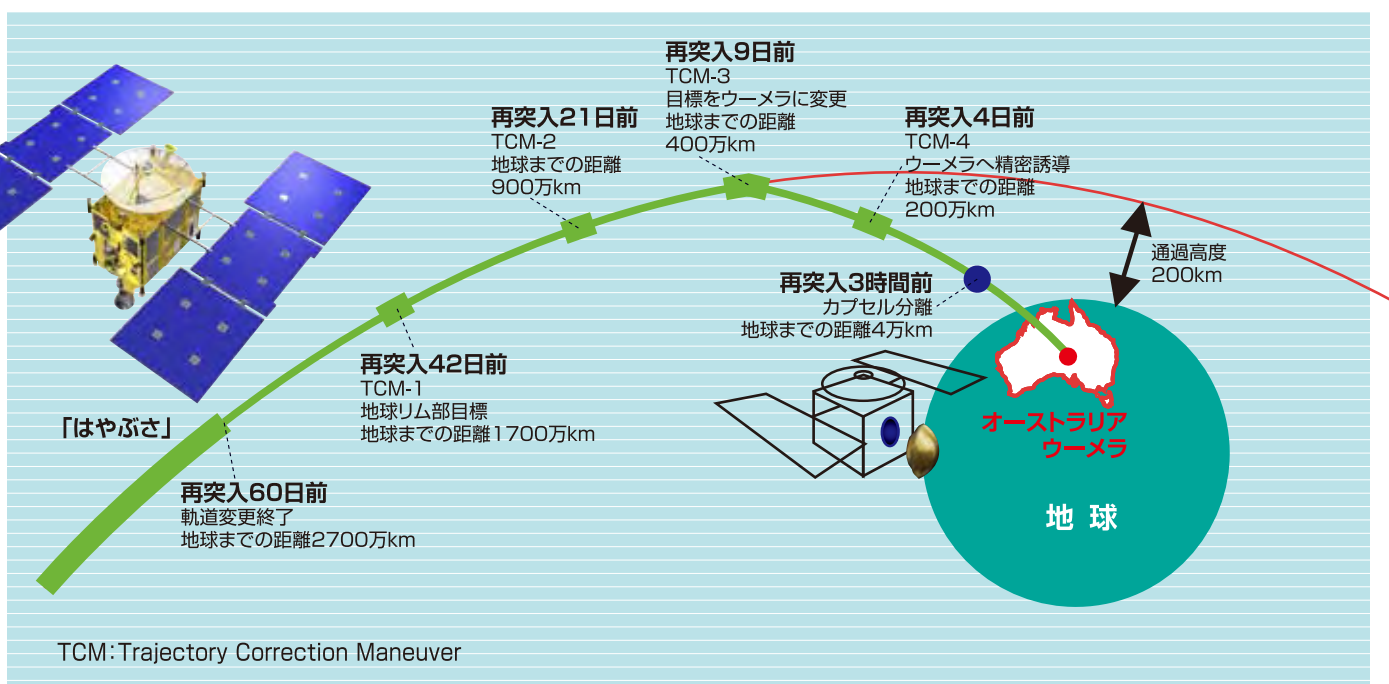 再突入9日前
TCM-3
目標をウーメラに変更
地球までの距離
400万km
再突入21日前
TCM-2
地球までの距離
900万km
再突入4日前
TCM-4
ウーメラへ精密誘導
地球までの距離
200万km
通過高度
200km
再突入3時間前
カプセル分離
地球までの距離4万km
再突入42日前
TCM-1
地球リム部目標
地球までの距離1700万km
「はやぶさ」
オーストラリア
ウーメラ
再突入60日前
軌道変更終了
地球までの距離2700万km
地球
TCM:Trajectory Correction Maneuver